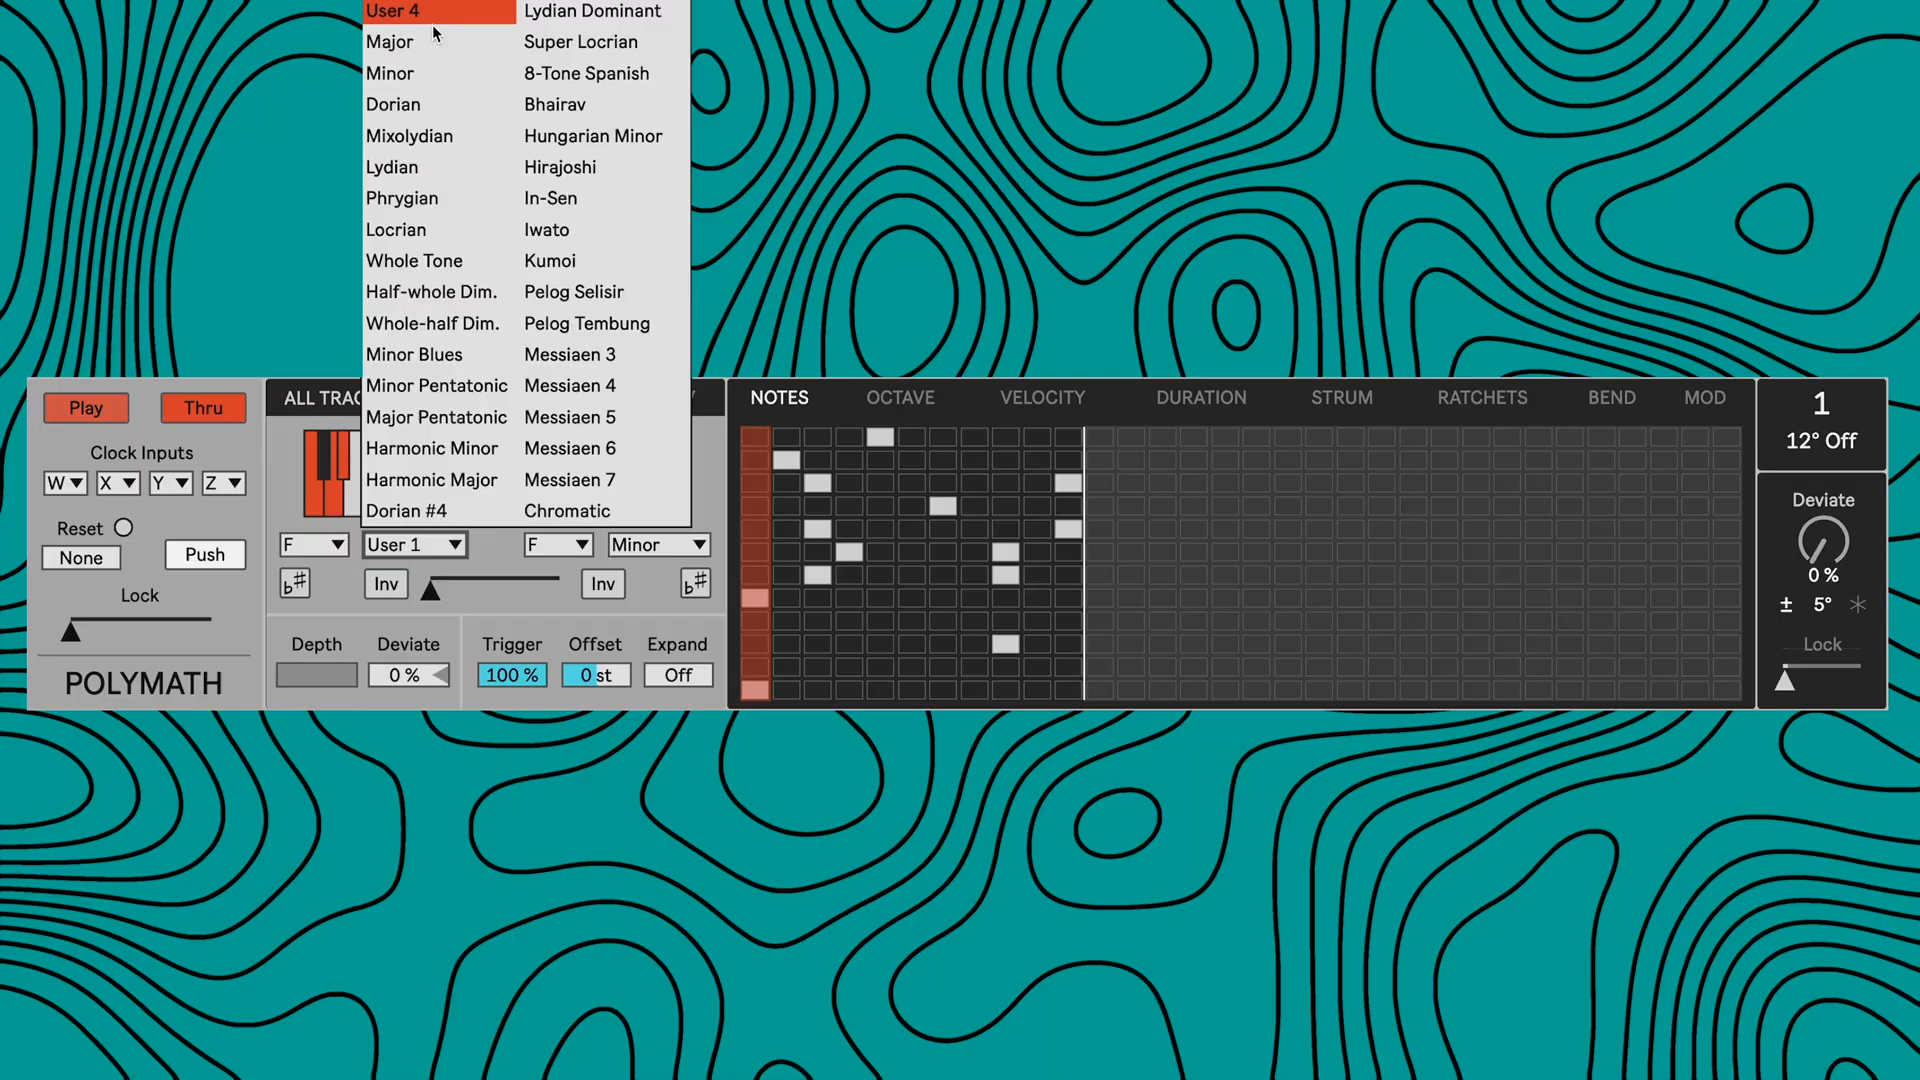 User 4
Major
Minor
Dorian
Mixolydian
Lydian
Phrygian
Locrian
Whole Tone
Half-whole Dim.
Whole-half Dim.
Minor Blues
Minor Pentatonic
Major Pentatonic
Harmonic Minor
Harmonic Major
Dorian #4
Lydian Dominant
Super Locrian
8-Tone Spanish
Bhairav
Hungarian Minor
Hirajoshi
In-Sen
Iwato
Kumoi
Pelog Selisir
Pelog Tembung
Messiaen 3
Messiaen 4
Messiaen 5
Messiaen 6
Messiaen 7
Chromatic
Play Thru
Clock Inputs
W X Y Z
Reset
None Push
Lock
POLYMATH
ALL TRAC
F User 1 F Minor
b# Inv Inv b#
Depth Deviate Trigger Offset Expand
0 % 100 % 0 st Off
NOTES OCTAVE VELOCITY DURATION STRUM RATCHETS BEND MOD
1
12° Off
Deviate
0 %
± 5°
Lock